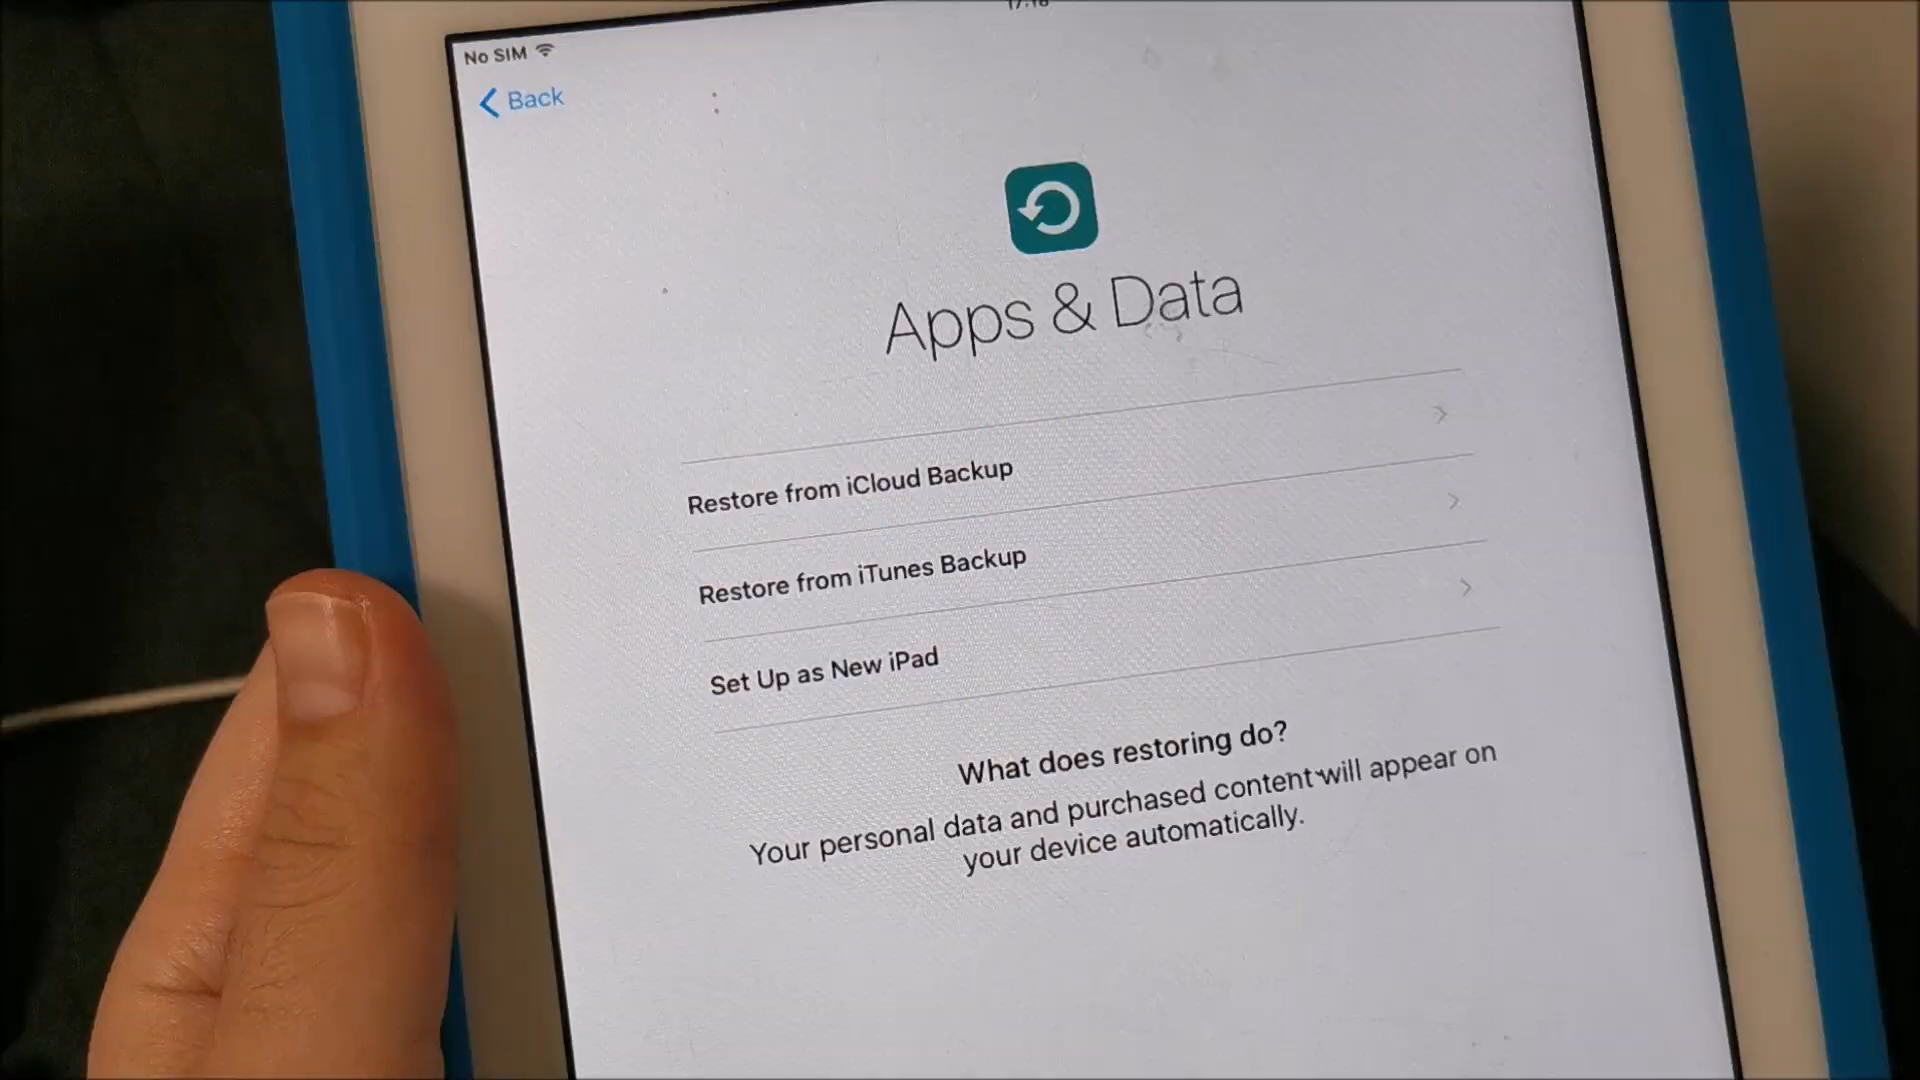 No SIM
Back
Apps & Data
Restore from iCloud Backup
Restore from iTunes Backup
Set Up as New iPad
What does restoring do?
Your personal data and purchased content will appear on
your device automatically.